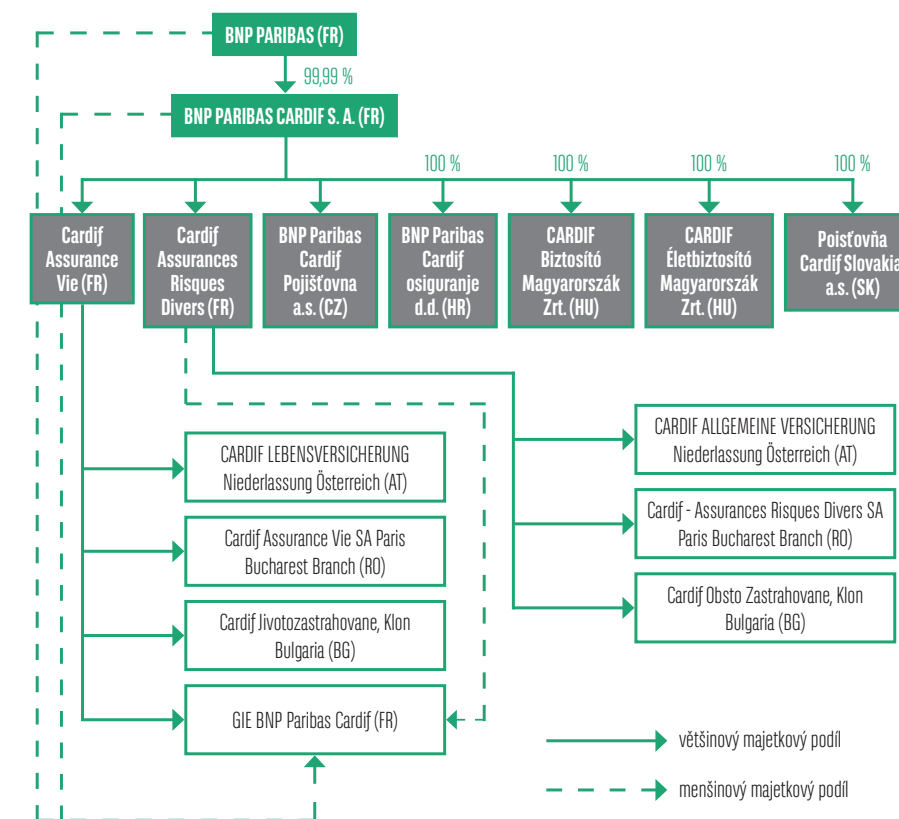 BNP PARIBAS (FR)
99,99 %
BNP PARIBAS CARDIF S. A. (FR)
100 %
100 %
100 %
100 %
Cardif
Assurance
Vie (FR)
Cardif
Assurances
Risques
Divers (FR)
BNP Paribas
Cardif
Pojišťovna
a.s. (CZ)
BNP Paribas
Cardif
osiguranje
d.d. (HR)
CARDIF
Biztosító
Magyarorszák
Zrt. (HU)
CARDIF
Életbiztosító
Magyarorszák
Zrt. (HU)
Poisťovňa
Cardif Slovakia
a.s. (SK)
CARDIF LEBENSVERSICHERUNG
Niederlassung Österreich (AT)
Cardif Assurance Vie SA Paris
Bucharest Branch (RO)
Cardif Jivotozastrahovane, Klon
Bulgaria (BG)
GIE BNP Paribas Cardif (FR)
CARDIF ALLGEMEINE VERSICHERUNG
Niederlassung Österreich (AT)
Cardif - Assurances Risques Divers SA
Paris Bucharest Branch (RO)
Cardif Obsto Zastrahovane, Klon
Bulgaria (BG)
většinový majetkový podíl
menšinový majetkový podíl